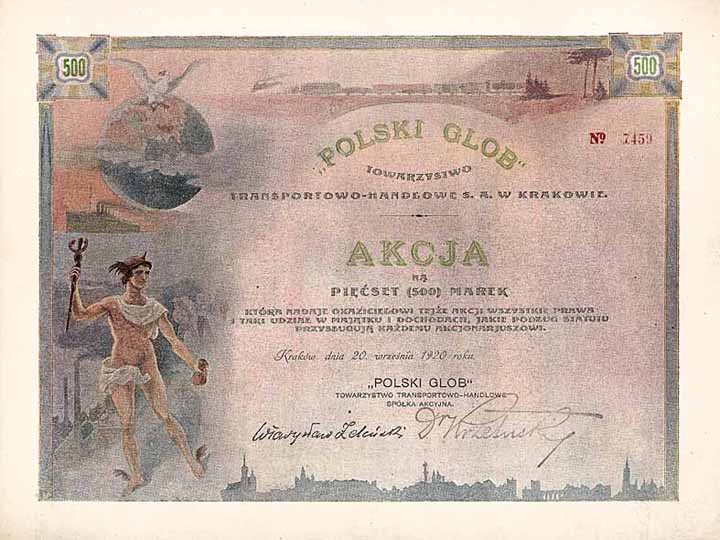 500
500
„POLSKI GLOB"
Nº 7459
TOWARZYSTWO
TRANSPORTOWO-HANDLOWE S. A. W KRAKOWIE.
AKCJA
NA
PIĘĆSET (500) MAREK
KTÓRA NADAJE OKAZICIELOWI TEJŻE AKCJI WSZYSTKIE PRAWA
I TAKI UDZIAŁ W MAJĄTKU I DOCHODACH, JAKIE PODŁUG STATUTU
PRZYSŁUGUJĄ KAŻDEMU AKCJONARJUSZOWI.
Kraków, dnia 20. września 1920 roku.
„POLSKI GLOB"
TOWARZYSTWO TRANSPORTOWO-HANDLOWE
SPÓŁKA AKCYJNA.
Władysław Dr